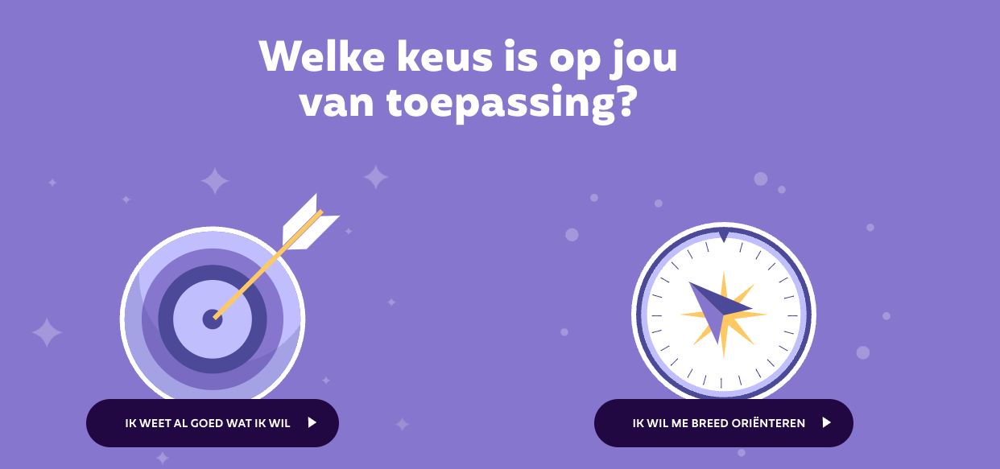 Welke keus is op jou
van toepassing?
IK WEET AL GOED WAT IK WIL
IK WIL ME BREED ORIËNTEREN